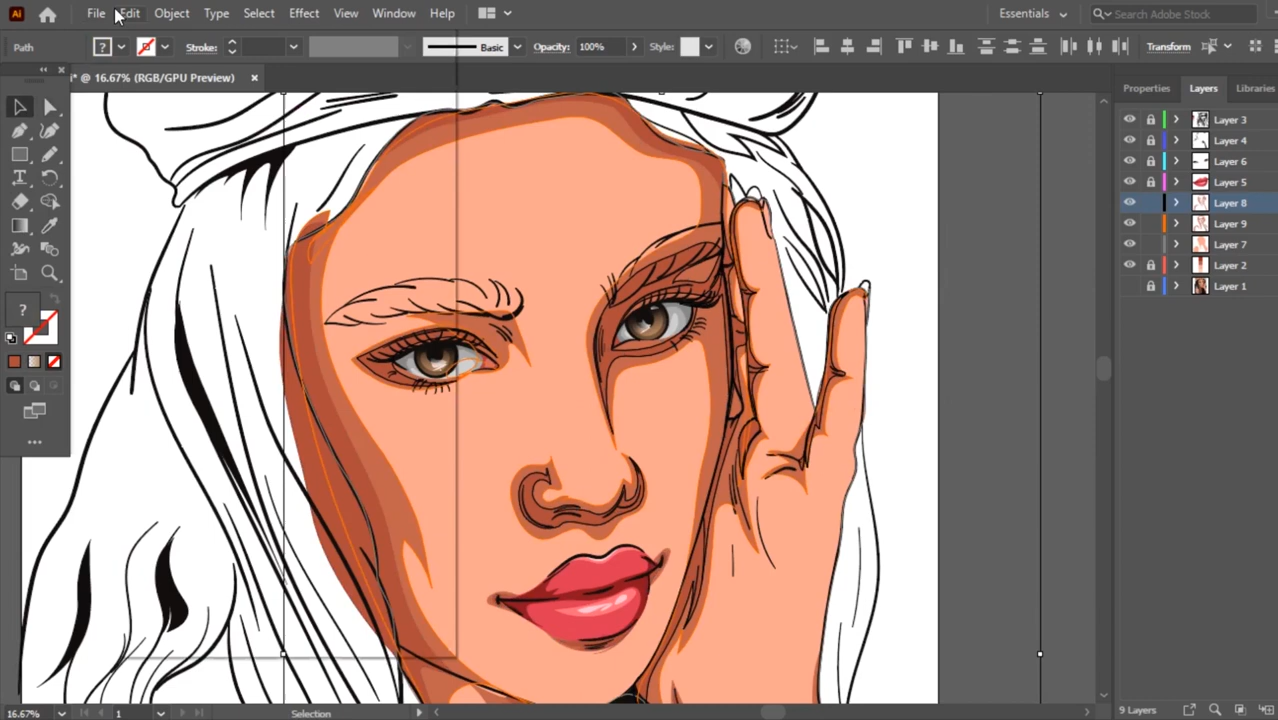 Ai File Edit Object Type Select Effect View Window Help Essentials Search Adobe Stock
Path ? Stroke: Basic Opacity: 100% Style: Transform
* @ 16.67% (RGB/GPU Preview) ×
Properties Layers Libraries
Layer 3
Layer 4
Layer 6
Layer 5
Layer 8
Layer 9
Layer 7
Layer 2
Layer 1
?
16.67% 1 Selection 9 Layers